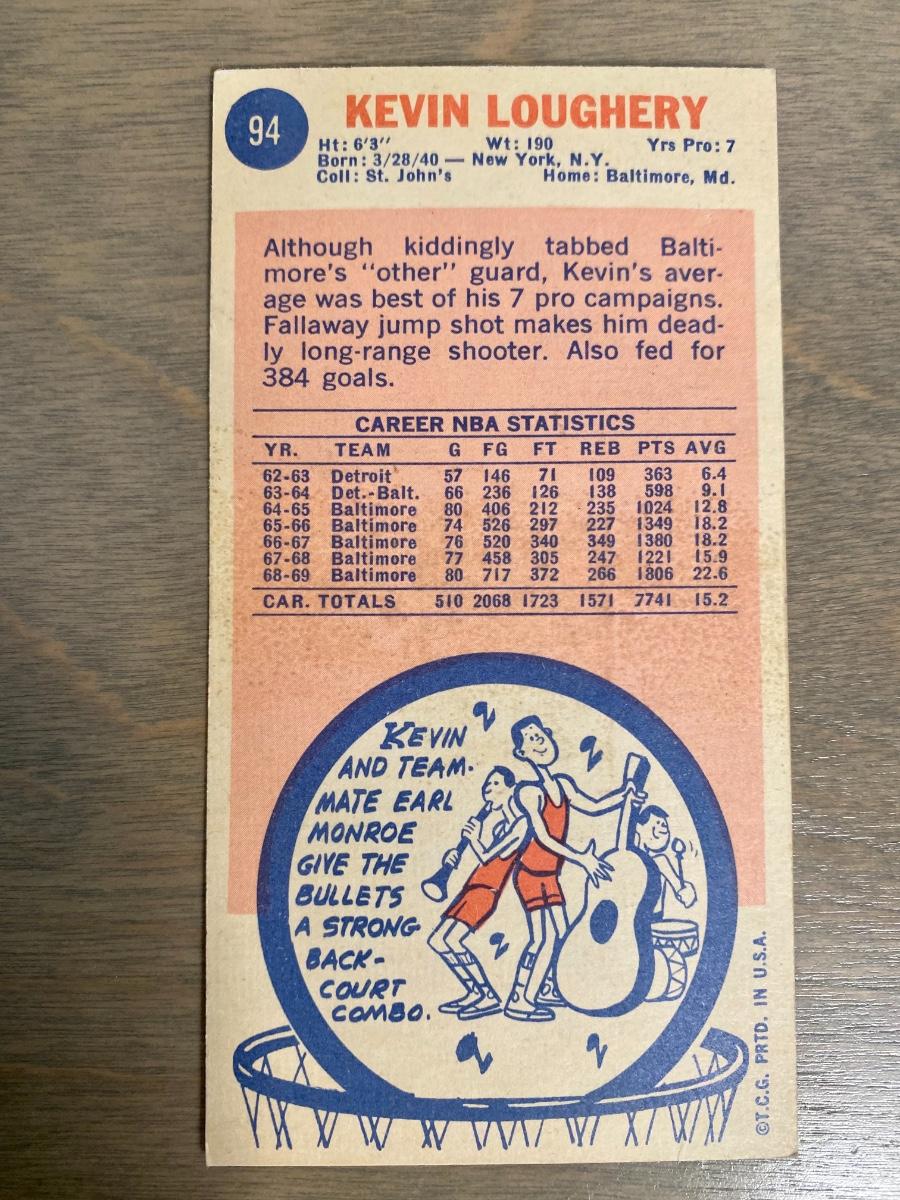 94
KEVIN LOUGHERY
Ht: 6'3" Wt: 190 Yrs Pro: 7
Born: 3/28/40 — New York, N.Y.
Coll: St. John's Home: Baltimore, Md.
Although kiddingly tabbed Balti-
more's "other" guard, Kevin's aver-
age was best of his 7 pro campaigns.
Fallaway jump shot makes him dead-
ly long-range shooter. Also fed for
384 goals.
CAREER NBA STATISTICS
YR. TEAM G FG FT REB PTS AVG
62-63 Detroit 57 146 71 109 363 6.4
63-64 Det.-Balt. 66 236 126 138 598 9.1
64-65 Baltimore 80 406 212 235 1024 12.8
65-66 Baltimore 74 526 297 227 1349 18.2
66-67 Baltimore 76 520 340 349 1380 18.2
67-68 Baltimore 77 458 305 247 1221 15.9
68-69 Baltimore 80 717 372 266 1806 22.6
CAR. TOTALS 510 2068 1723 1571 7741 15.2
KEVIN
AND TEAM-
MATE EARL
MONROE
GIVE THE
BULLETS
A STRONG
BACK-
COURT
COMBO.
©T.C.G. PRTD. IN U.S.A.